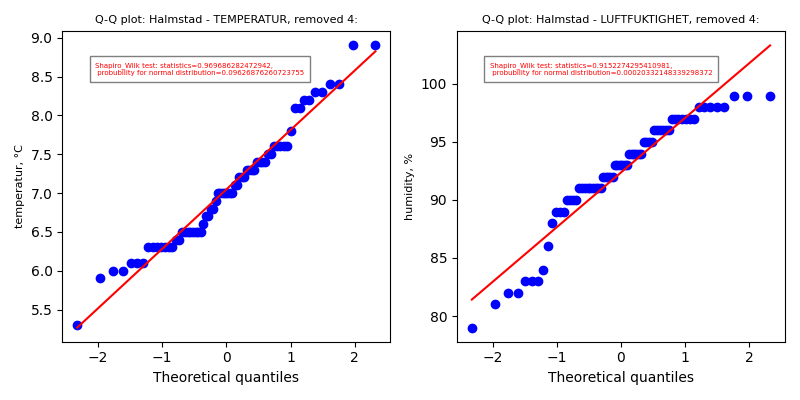 Q-Q plot: Halmstad - TEMPERATUR, removed 4:
Shapiro_Wilk test: statistics=0.969686282472942,
probubility for normal distribution=0.09626876260723755
temperatur, °C
9.0
8.5
8.0
7.5
7.0
6.5
6.0
5.5
−2
−1
0
1
2
Theoretical quantiles
Q-Q plot: Halmstad - LUFTFUKTIGHET, removed 4:
Shapiro_Wilk test: statistics=0.9152274295410981,
probubility for normal distribution=0.00020332148339298372
humidity, %
100
95
90
85
80
−2
−1
0
1
2
Theoretical quantiles